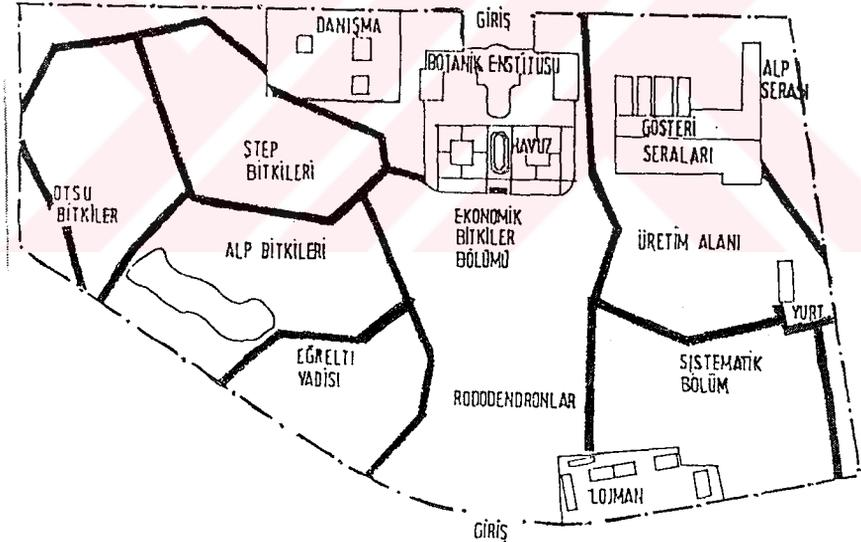 DANIŞMA
GİRİŞ
BOTANİK ENSTİTUSU
ALP
SERASI
GÖSTERİ
SERALARI
HAVUZ
ŞTEP
BİTKİLERİ
OTSU
BİTKİLER
EKONOMİK
BİTKİLER
BÖLÜMÜ
ALP BİTKİLERİ
ÜRETİM ALANI
YURT
EĞRELTİ
VADİSİ
SİSTEMATİK
BÖLÜM
RODODENDRONLAR
LOJMAN
GİRİŞ